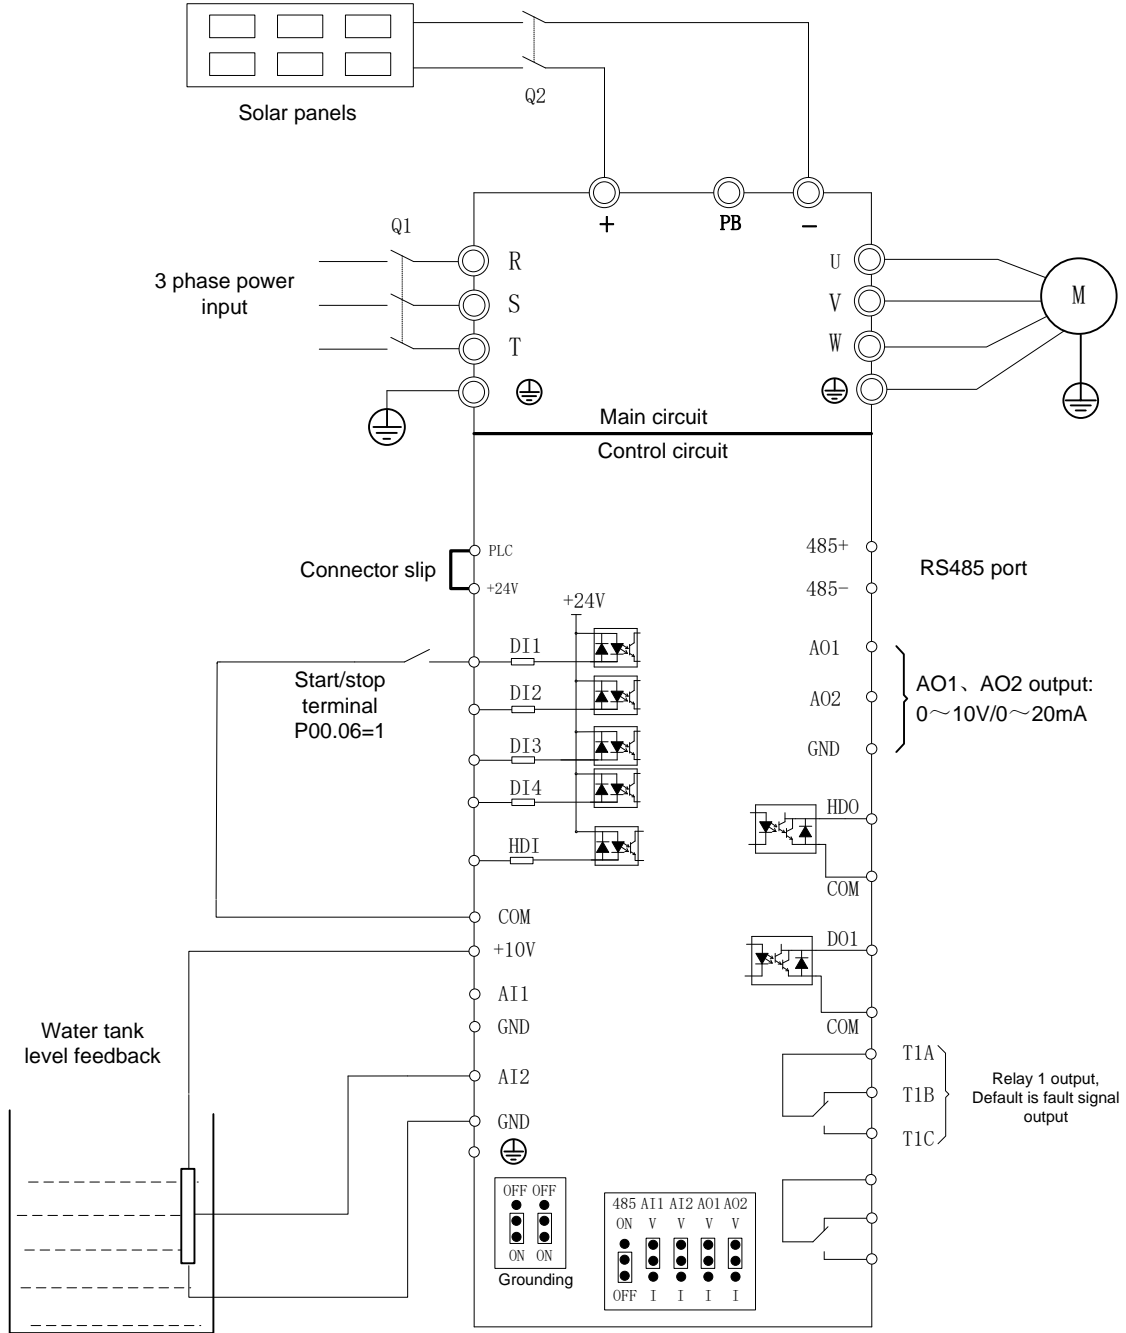 Solar panels
Q2
+
PB
−
Q1
3 phase power
input
R
S
T
U
V
W
M
Main circuit
Control circuit
Connector slip
PLC
+24V
+24V
Start/stop
terminal
P00.06=1
DI1
DI2
DI3
DI4
HDI
COM
+10V
AI1
GND
AI2
GND
Water tank
level feedback
485+
485−
RS485 port
AO1
AO2
GND
AO1、AO2 output:
0～10V/0～20mA
HDO
COM
DO1
COM
T1A
T1B
T1C
Relay 1 output,
Default is fault signal
output
OFF OFF
ON ON
Grounding
485 AI1 AI2 AO1 AO2
ON V V V V
OFF I I I I